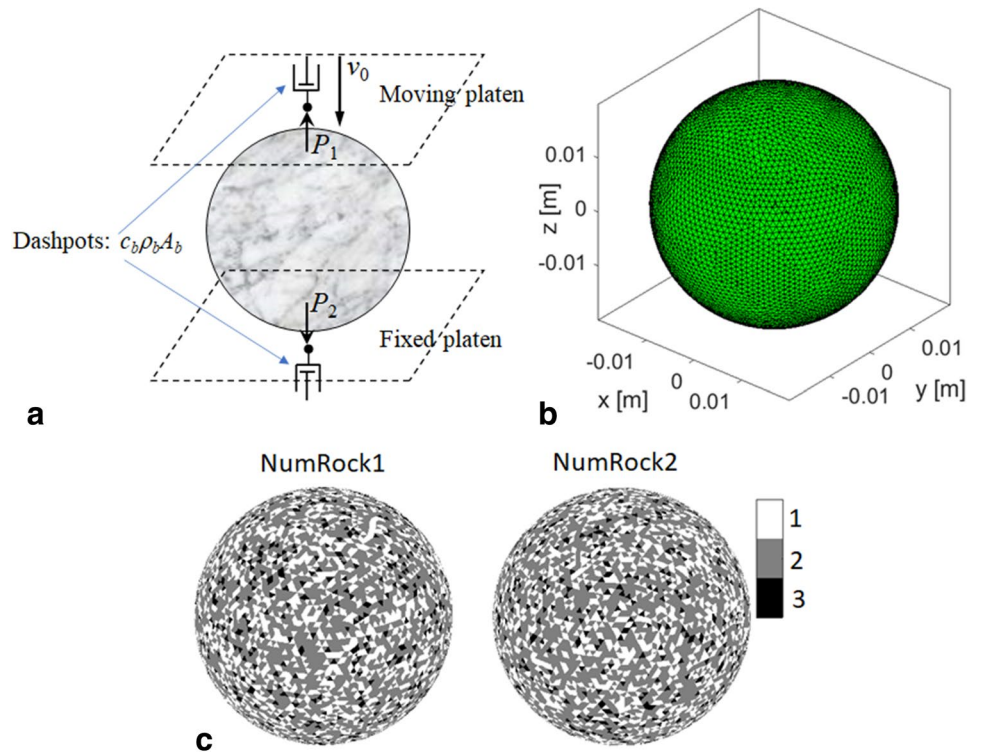 v₀
Moving platen
P₁
Dashpots: c_bρ_bA_b
P₂
Fixed platen
a
z [m]
0.01
0
-0.01
-0.01
0
0.01
x [m]
-0.01
0
0.01
y [m]
b
NumRock1
NumRock2
1
2
3
c